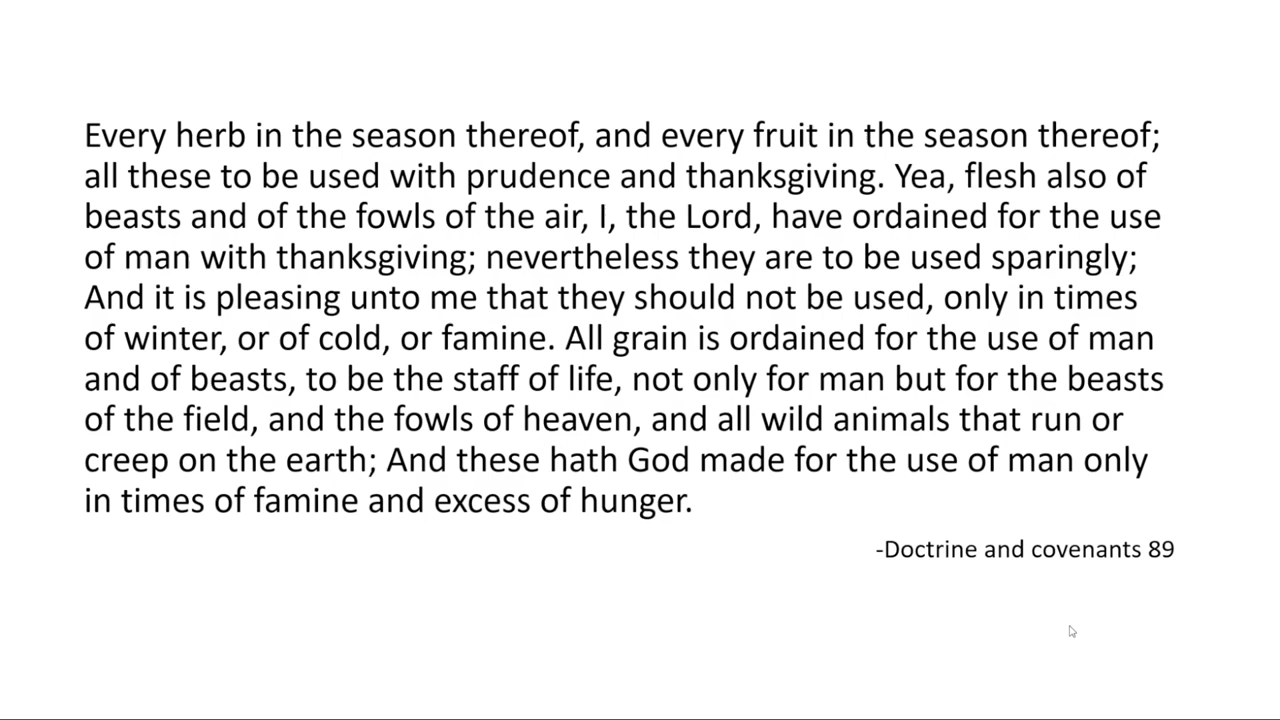 Every herb in the season thereof, and every fruit in the season thereof;
all these to be used with prudence and thanksgiving. Yea, flesh also of
beasts and of the fowls of the air, I, the Lord, have ordained for the use
of man with thanksgiving; nevertheless they are to be used sparingly;
And it is pleasing unto me that they should not be used, only in times
of winter, or of cold, or famine. All grain is ordained for the use of man
and of beasts, to be the staff of life, not only for man but for the beasts
of the field, and the fowls of heaven, and all wild animals that run or
creep on the earth; And these hath God made for the use of man only
in times of famine and excess of hunger.
-Doctrine and covenants 89